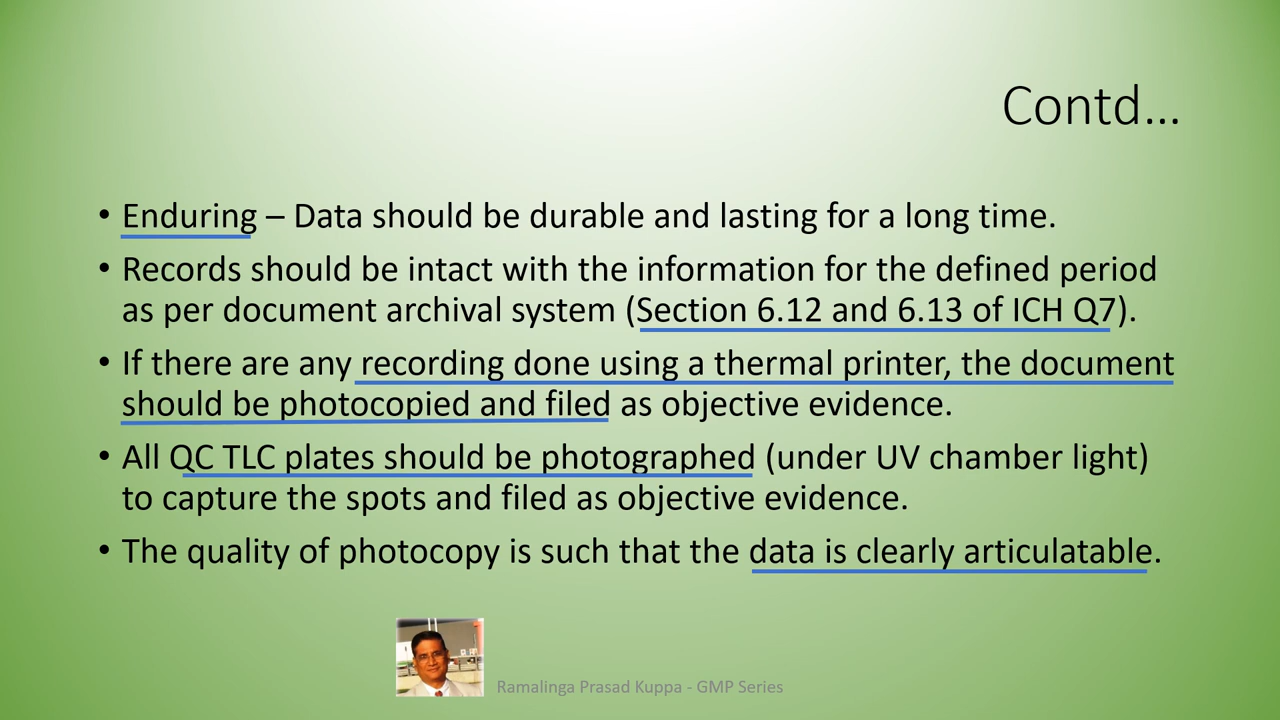 Contd...
• Enduring – Data should be durable and lasting for a long time.
• Records should be intact with the information for the defined period
as per document archival system (Section 6.12 and 6.13 of ICH Q7).
• If there are any recording done using a thermal printer, the document
should be photocopied and filed as objective evidence.
• All QC TLC plates should be photographed (under UV chamber light)
to capture the spots and filed as objective evidence.
• The quality of photocopy is such that the data is clearly articulatable.
Ramalinga Prasad Kuppa - GMP Series